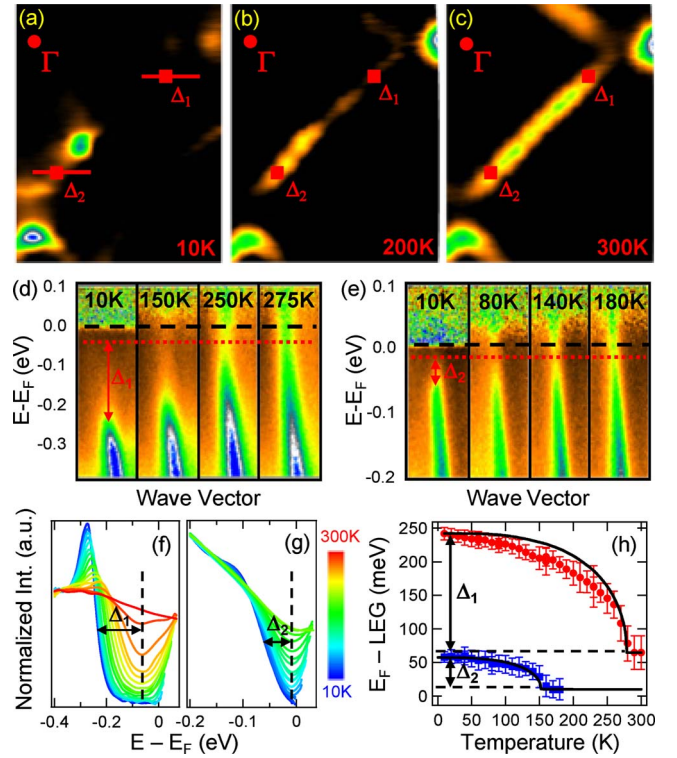 (a)
Γ
Δ1
Δ2
10K
(b)
Γ
Δ1
Δ2
200K
(c)
Γ
Δ1
Δ2
300K
(d)
E-EF (eV)
0.1
0.0
-0.1
-0.2
-0.3
10K 150K 250K 275K
Δ1
Wave Vector
(e)
E-EF (eV)
0.1
0.0
-0.1
-0.2
10K 80K 140K 180K
Δ2
Wave Vector
Normalized Int. (a.u.)
(f)
Δ1
-0.4 -0.2 0
(g)
Δ2
-0.2 0
E – EF (eV)
300K
10K
(h)
EF – LEG (meV)
250
200
150
100
50
0
Δ1
Δ2
0 50 100 150 200 250 300
Temperature (K)